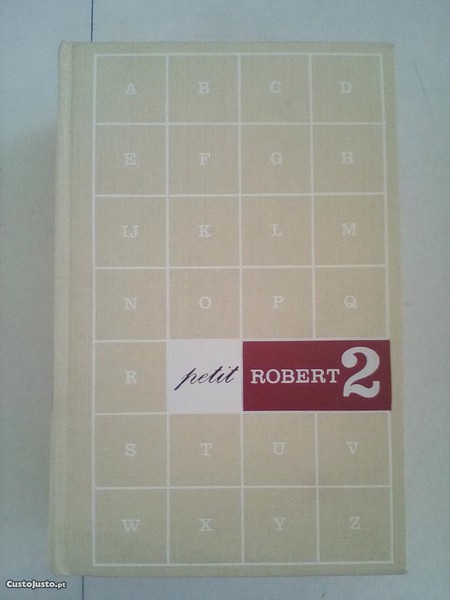 A B C D
E F G H
IJ K L M
N O P Q
R petit ROBERT 2
S T U V
W X Y Z
CustoJusto.pt